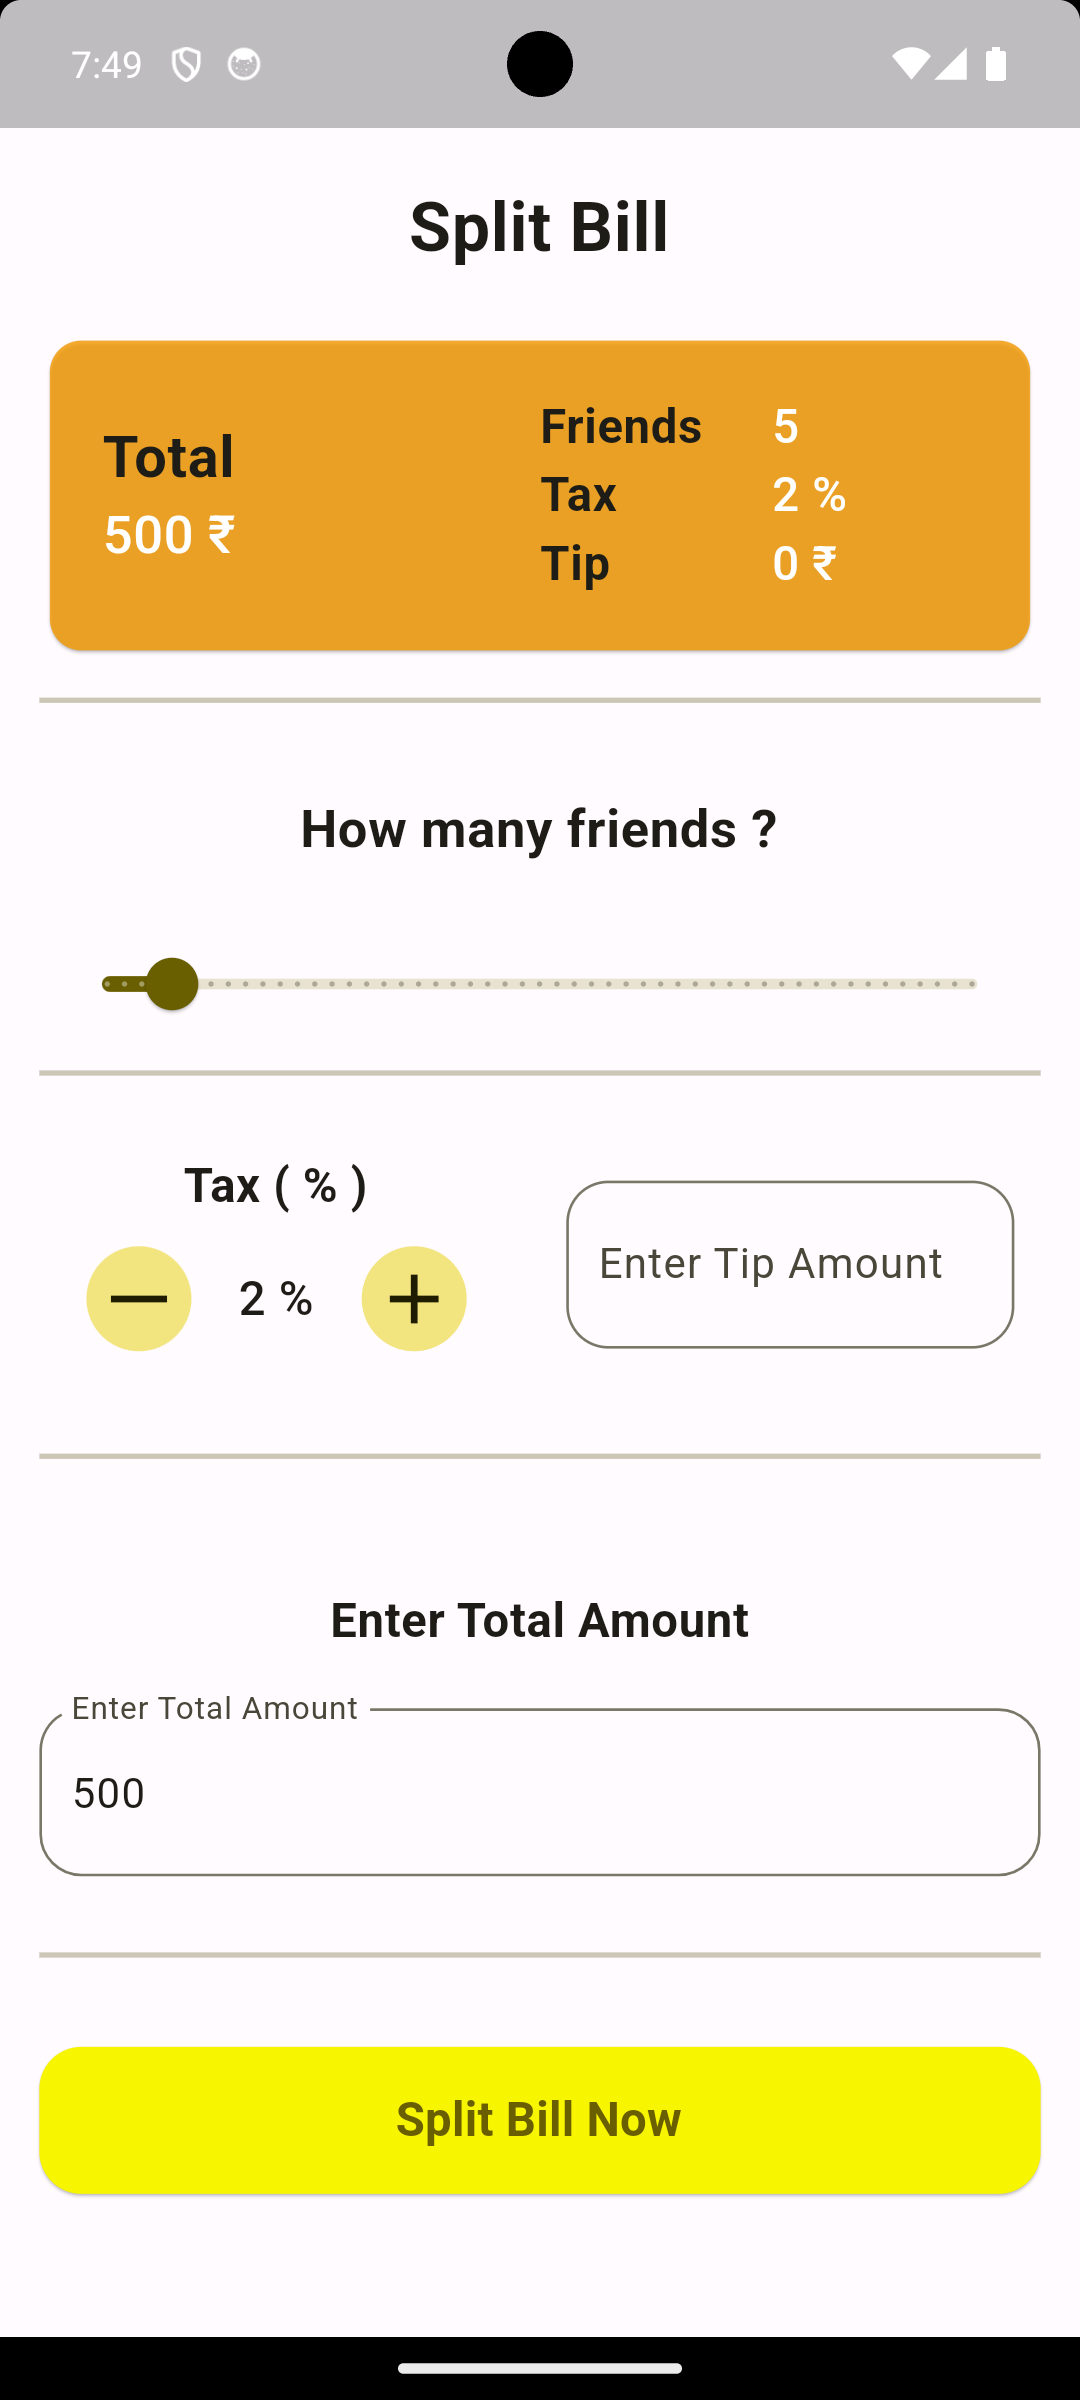 7:49
Split Bill
Total
500 ₹
Friends 5
Tax 2 %
Tip 0 ₹
How many friends ?
Tax ( % )
2 %
Enter Tip Amount
Enter Total Amount
Enter Total Amount
500
Split Bill Now